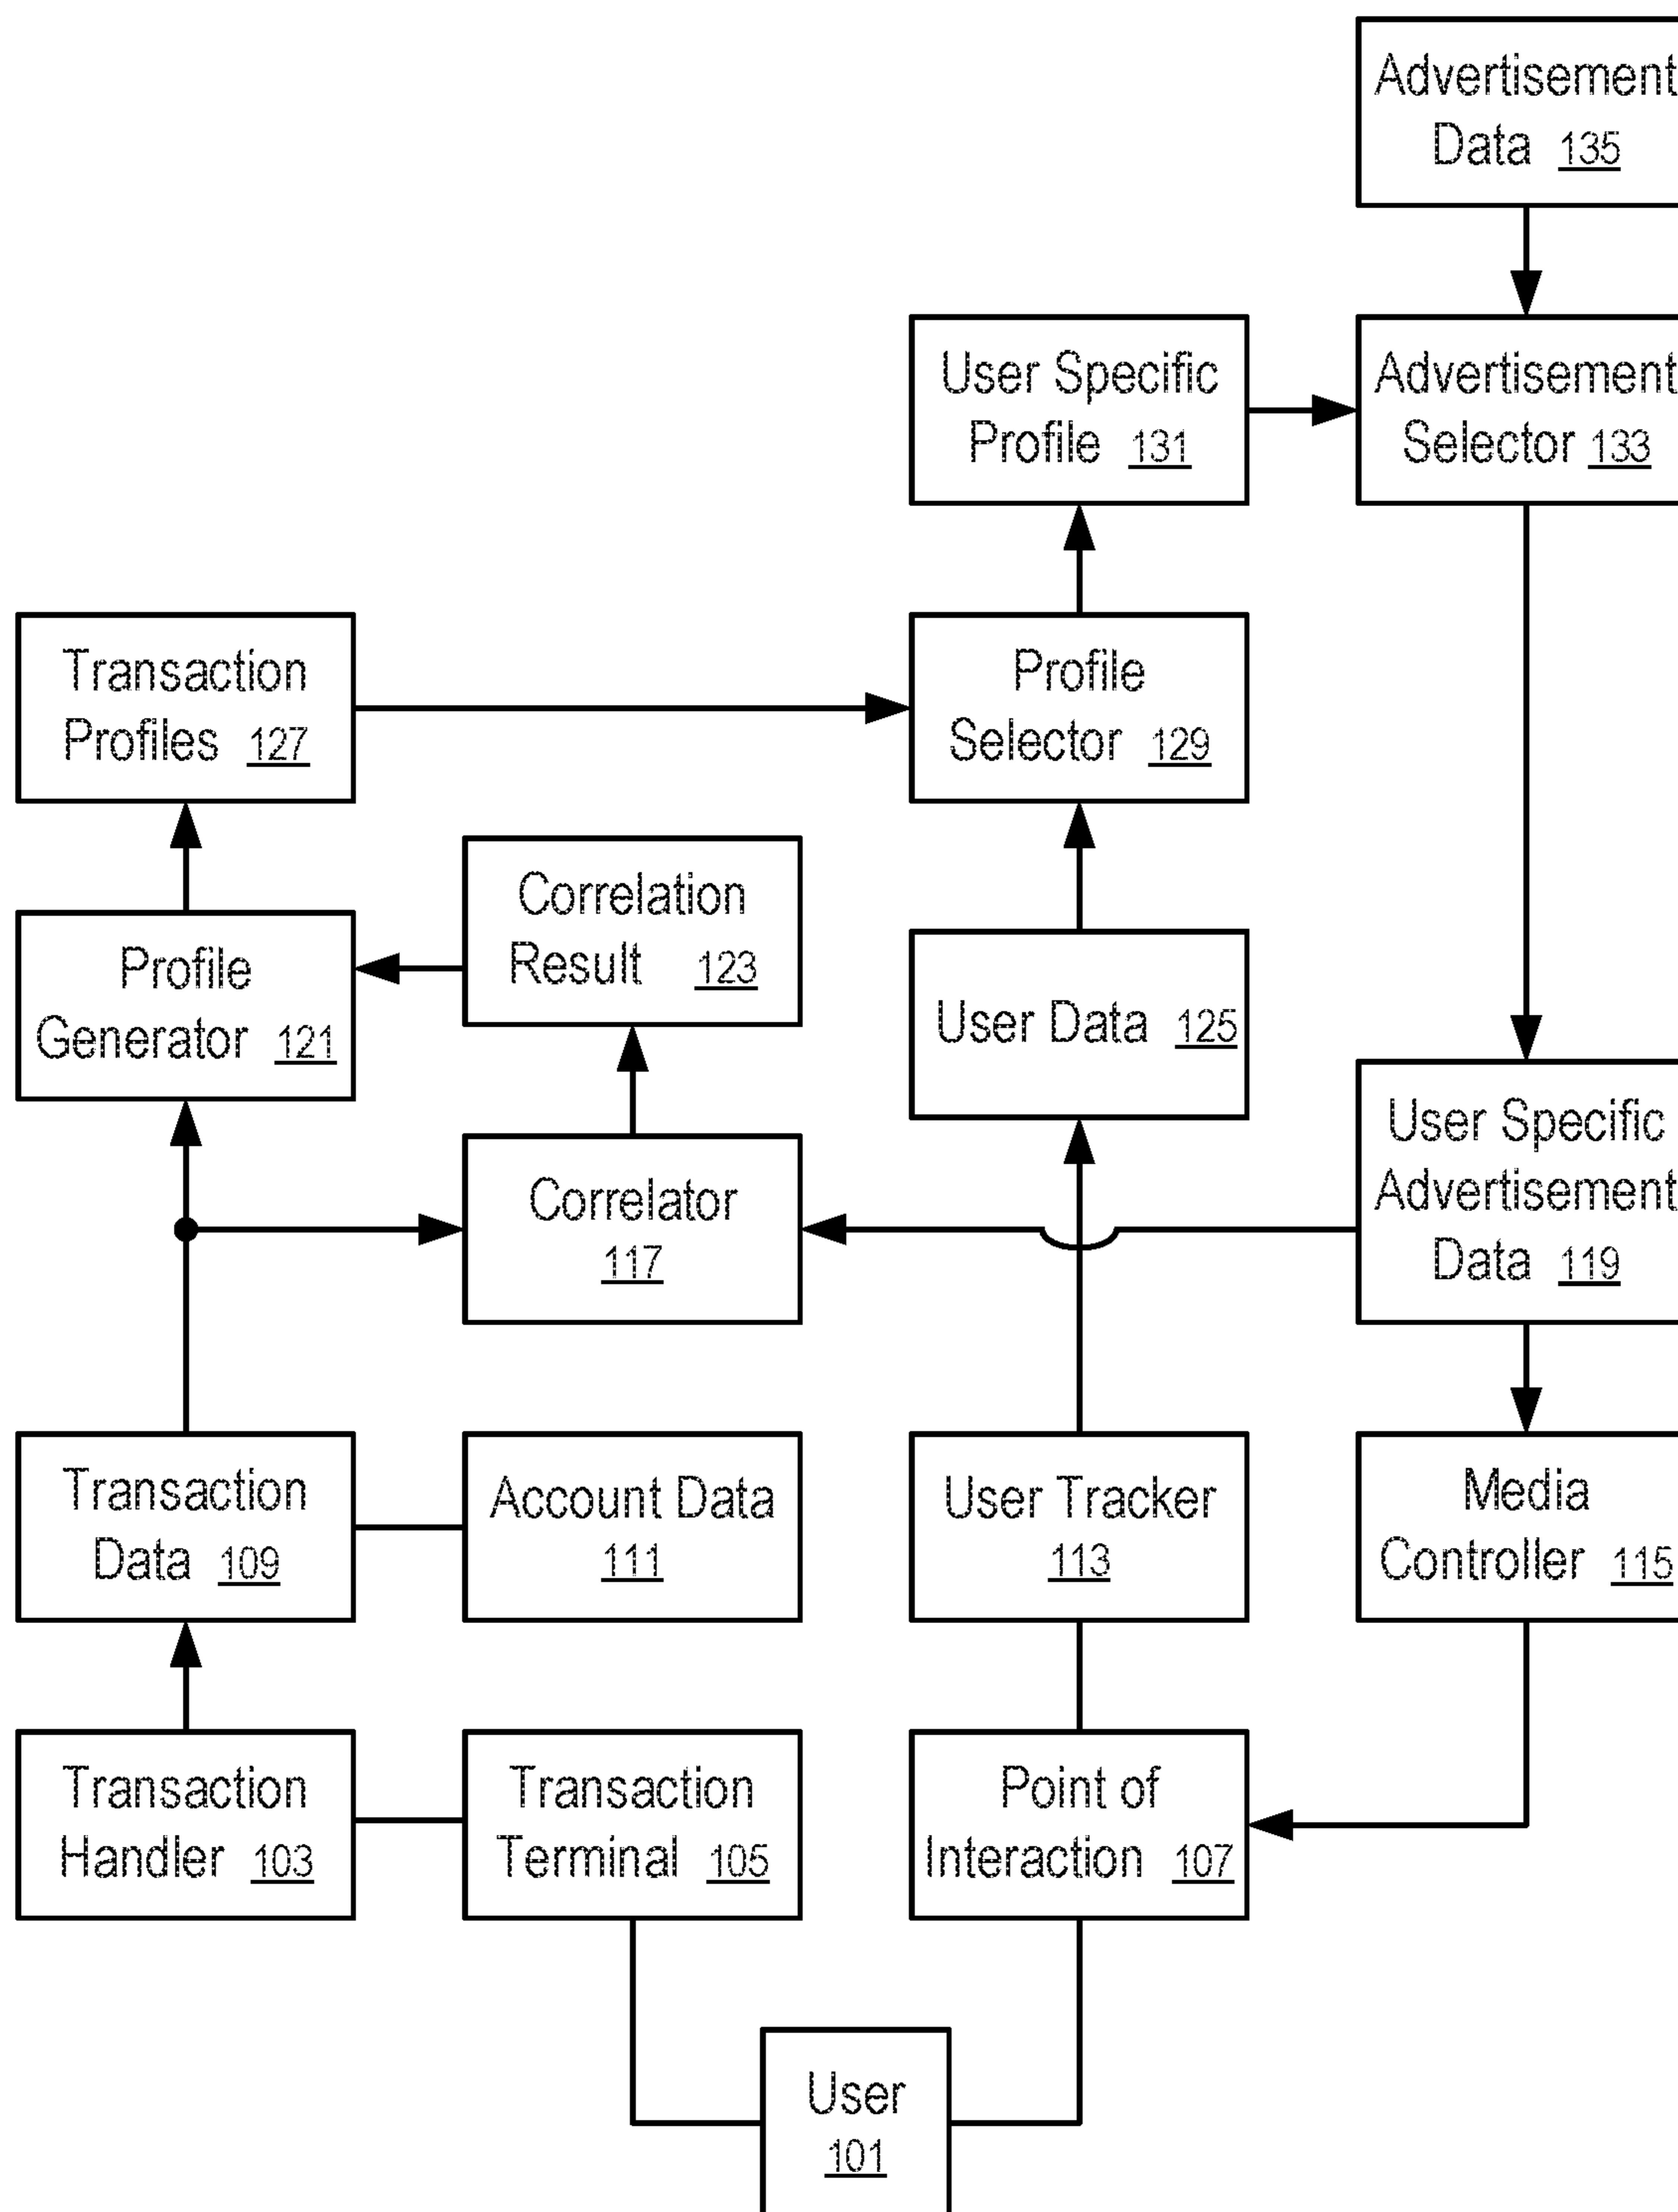 Advertisement
Data 135
User Specific
Profile 131
Advertisement
Selector 133
Transaction
Profiles 127
Profile
Selector 129
Correlation
Result 123
Profile
Generator 121
User Data 125
User Specific
Advertisement
Data 119
Correlator
117
Transaction
Data 109
Account Data
111
User Tracker
113
Media
Controller 115
Transaction
Handler 103
Transaction
Terminal 105
Point of
Interaction 107
User
101